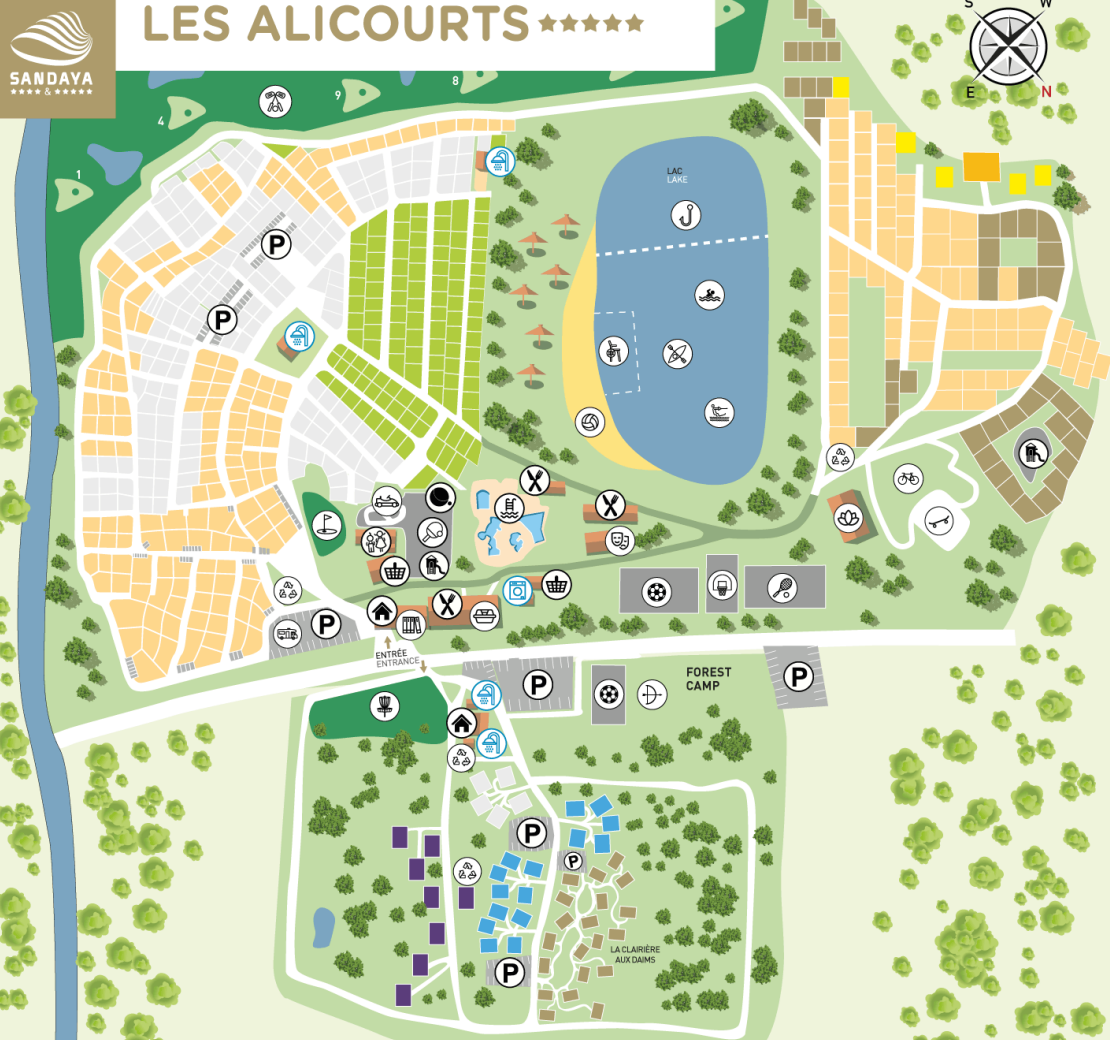 LES ALICOURTS ★★★★★
SANDAYA
★★★★ & ★★★★★
S
W
E
N
8
9
4
1
LAC
LAKE
P
P
P
ENTRÉE
ENTRANCE
P
FOREST
CAMP
P
P
P
P
LA CLAIRIÈRE
AUX DAIMS